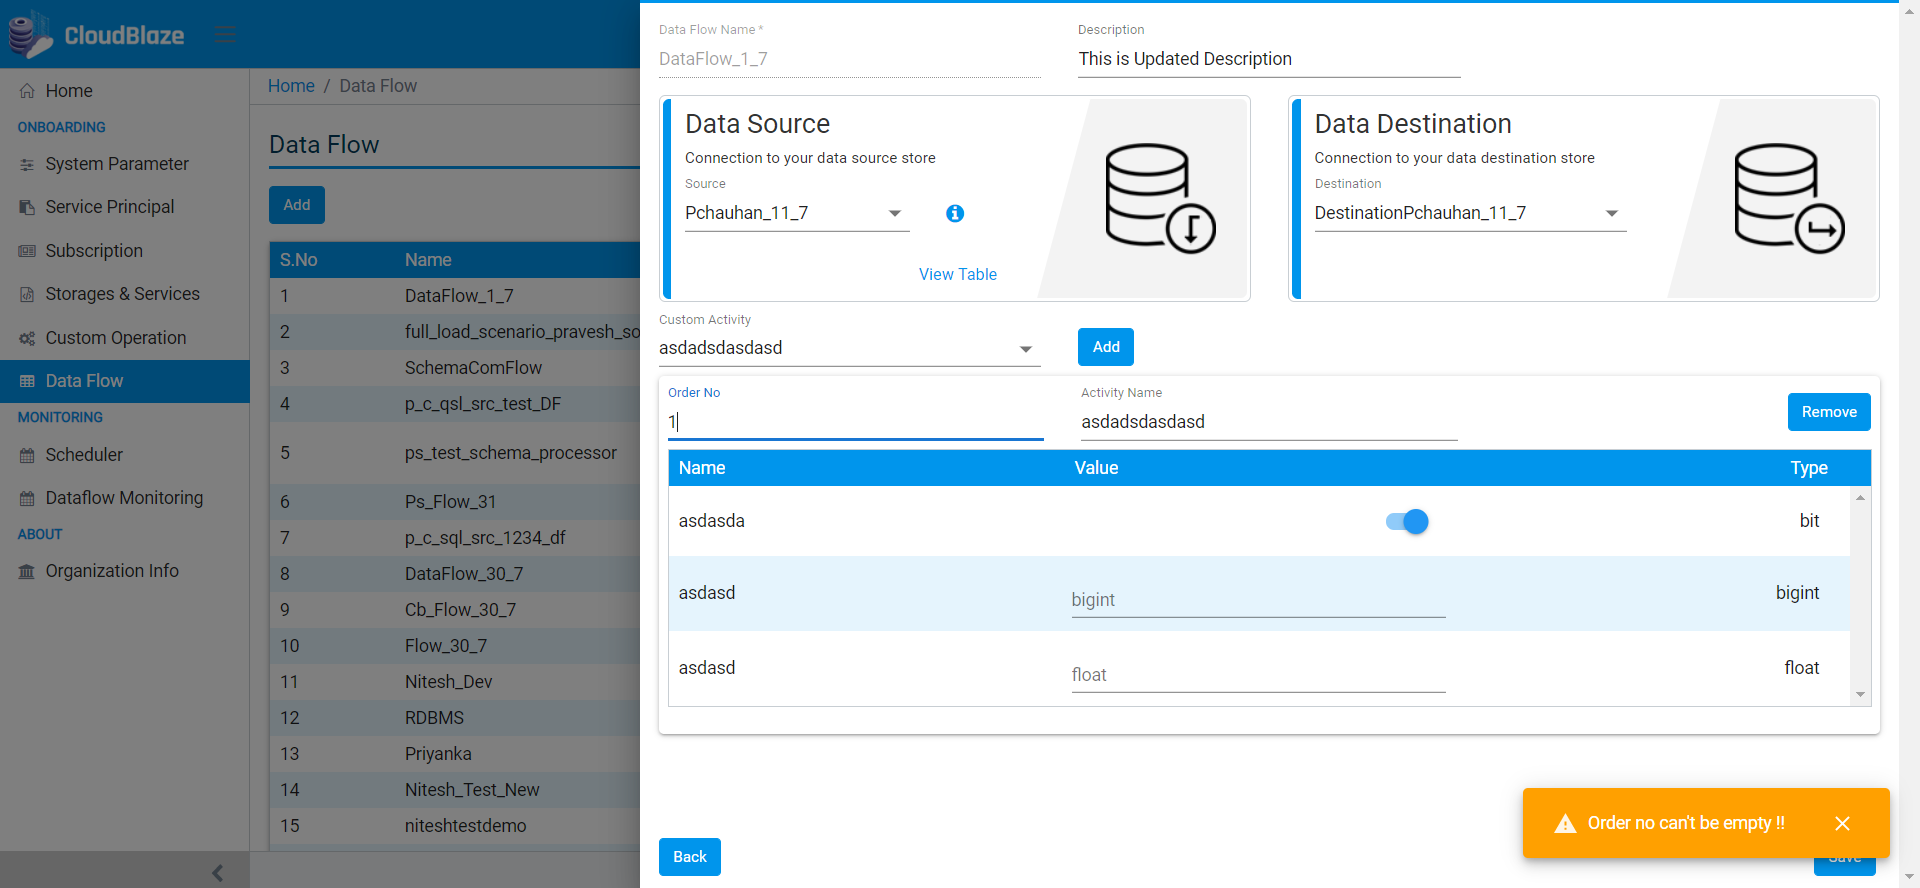 CloudBlaze
Home
ONBOARDING
System Parameter
Service Principal
Subscription
Storages & Services
Custom Operation
Data Flow
MONITORING
Scheduler
Dataflow Monitoring
ABOUT
Organization Info
Home / Data Flow
Data Flow
Add
S.No Name
1 DataFlow_1_7
2 full_load_scenario_pravesh_so
3 SchemaComFlow
4 p_c_qsl_src_test_DF
5 ps_test_schema_processor
6 Ps_Flow_31
7 p_c_sql_src_1234_df
8 DataFlow_30_7
9 Cb_Flow_30_7
10 Flow_30_7
11 Nitesh_Dev
12 RDBMS
13 Priyanka
14 Nitesh_Test_New
15 niteshtestdemo
Data Flow Name *
DataFlow_1_7
Description
This is Updated Description
Data Source
Connection to your data source store
Source
Pchauhan_11_7
View Table
Data Destination
Connection to your data destination store
Destination
DestinationPchauhan_11_7
Custom Activity
asdadsdasdasd
Add
Order No
1
Activity Name
asdadsdasdasd
Remove
Name Value Type
asdasda bit
asdasd bigint bigint
asdasd float float
Order no can't be empty !!
Back
Save